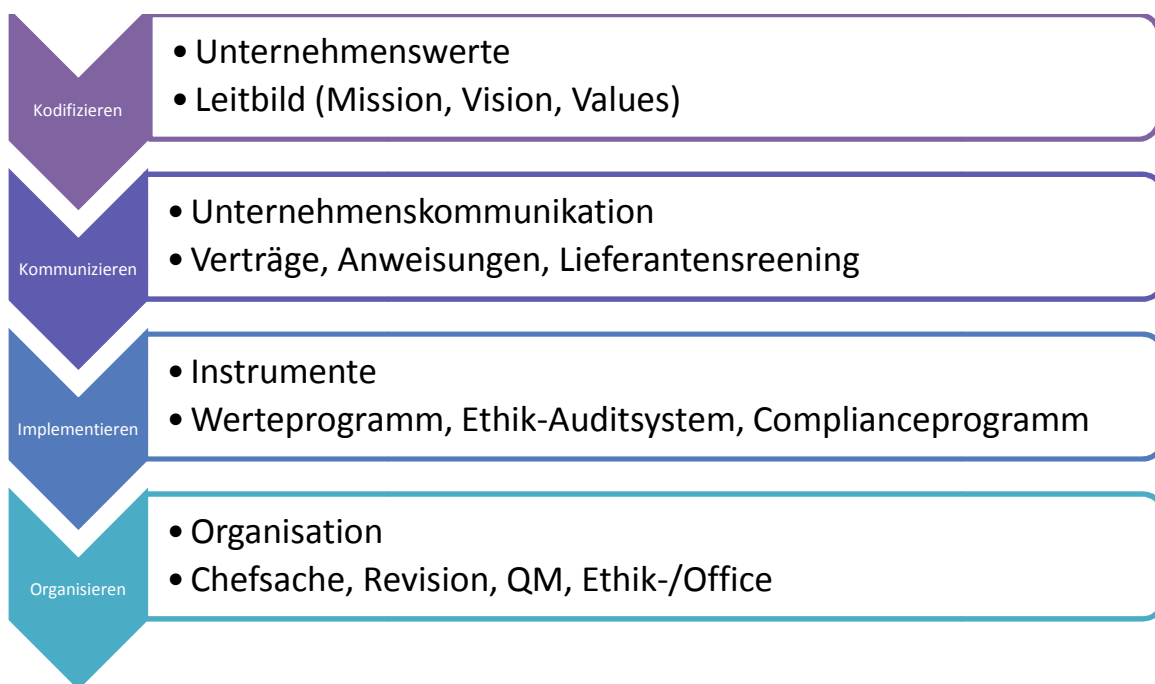 Kodifizieren
• Unternehmenswerte
• Leitbild (Mission, Vision, Values)
Kommunizieren
• Unternehmenskommunikation
• Verträge, Anweisungen, Lieferantensreening
Implementieren
• Instrumente
• Werteprogramm, Ethik-Auditsystem, Complianceprogramm
Organisieren
• Organisation
• Chefsache, Revision, QM, Ethik-/Office